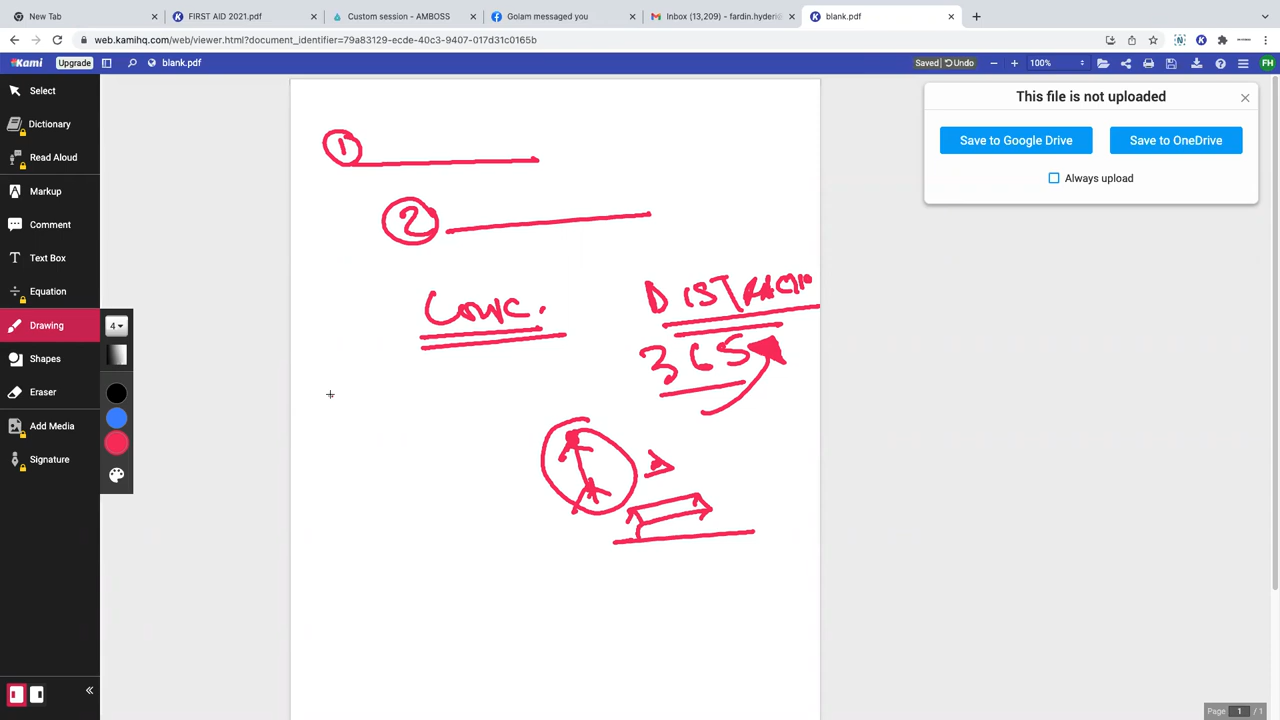 New Tab
FIRST AID 2021.pdf
Custom session - AMBOSS
Golam messaged you
Inbox (13,209) - fardin.hyder
blank.pdf
web.kamihq.com/web/viewer.html?document_identifier=79a83129-ecde-40c3-9407-017d31c0165b
Kami Upgrade blank.pdf Saved Undo 100% FH
Select
Dictionary
Read Aloud
Markup
Comment
Text Box
Equation
Drawing
4
Shapes
Eraser
Add Media
Signature
This file is not uploaded
Save to Google Drive Save to OneDrive
Always upload
1
2
Conc. DISTRACTIO
365
Page 1 / 1